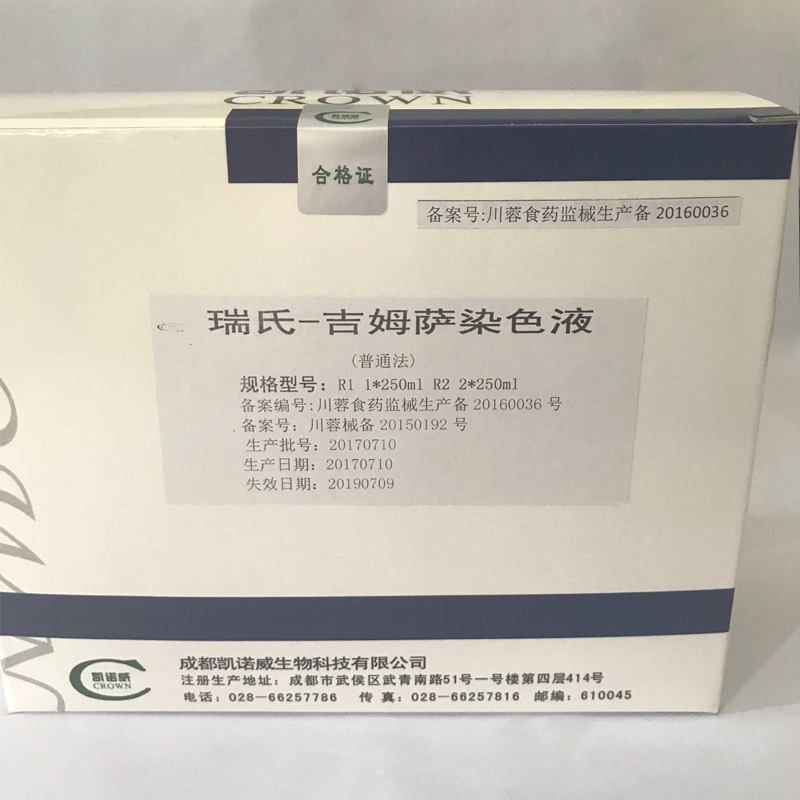 CROWN
合格证
备案号:川蓉食药监械生产备 20160036
瑞氏-吉姆萨染色液
(普通法)
规格型号: R1 1*250ml R2 2*250ml
备案编号:川蓉食药监械生产备 20160036 号
备案号: 川蓉械备 20150192 号
生产批号: 20170710
生产日期: 20170710
失效日期: 20190709
凯诺威
CROWN
成都凯诺威生物科技有限公司
注册生产地址: 成都市武侯区武青南路51号一号楼第四层414号
电话: 028-66257786 传 真: 028-66257816 邮编: 610045